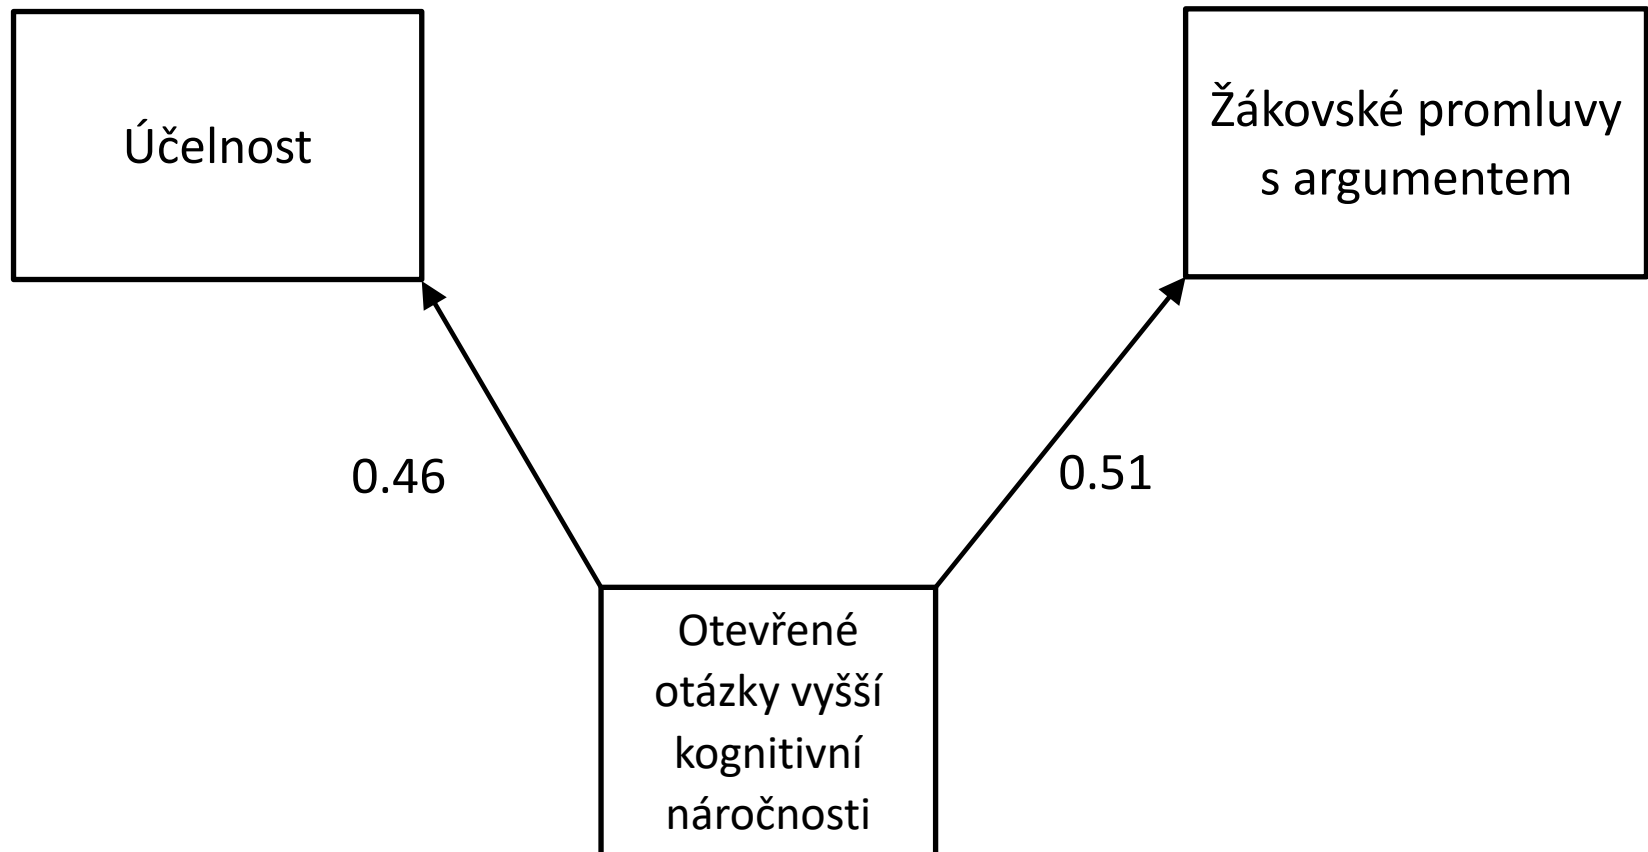 Účelnost
Žákovské promluvy
s argumentem
0.46
0.51
Otevřené
otázky vyšší
kognitivní
náročnosti